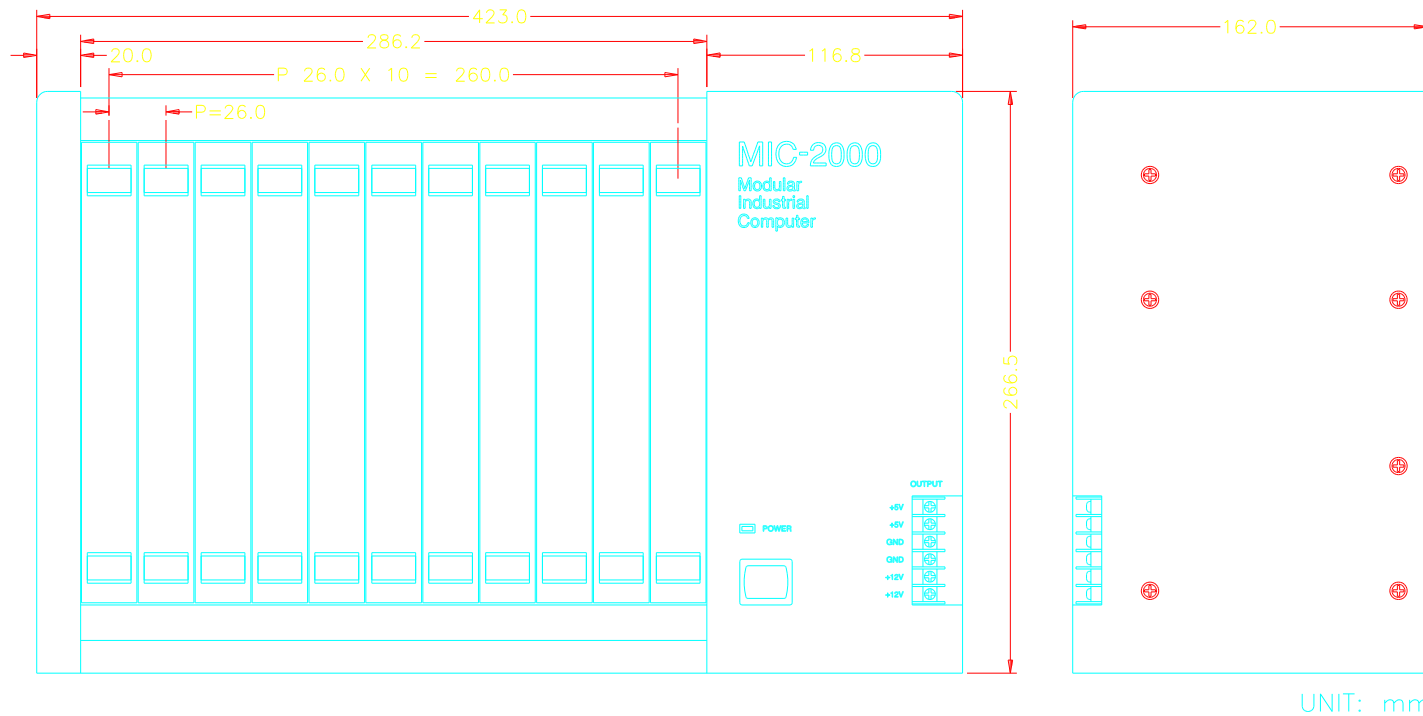 423.0
286.2
20.0
116.8
162.0
P 26.0 X 10 = 260.0
P=26.0
MIC-2000
Modular
Industrial
Computer
266.5
OUTPUT
+5V
+5V
GND
GND
+12V
+12V
POWER
UNIT: mm